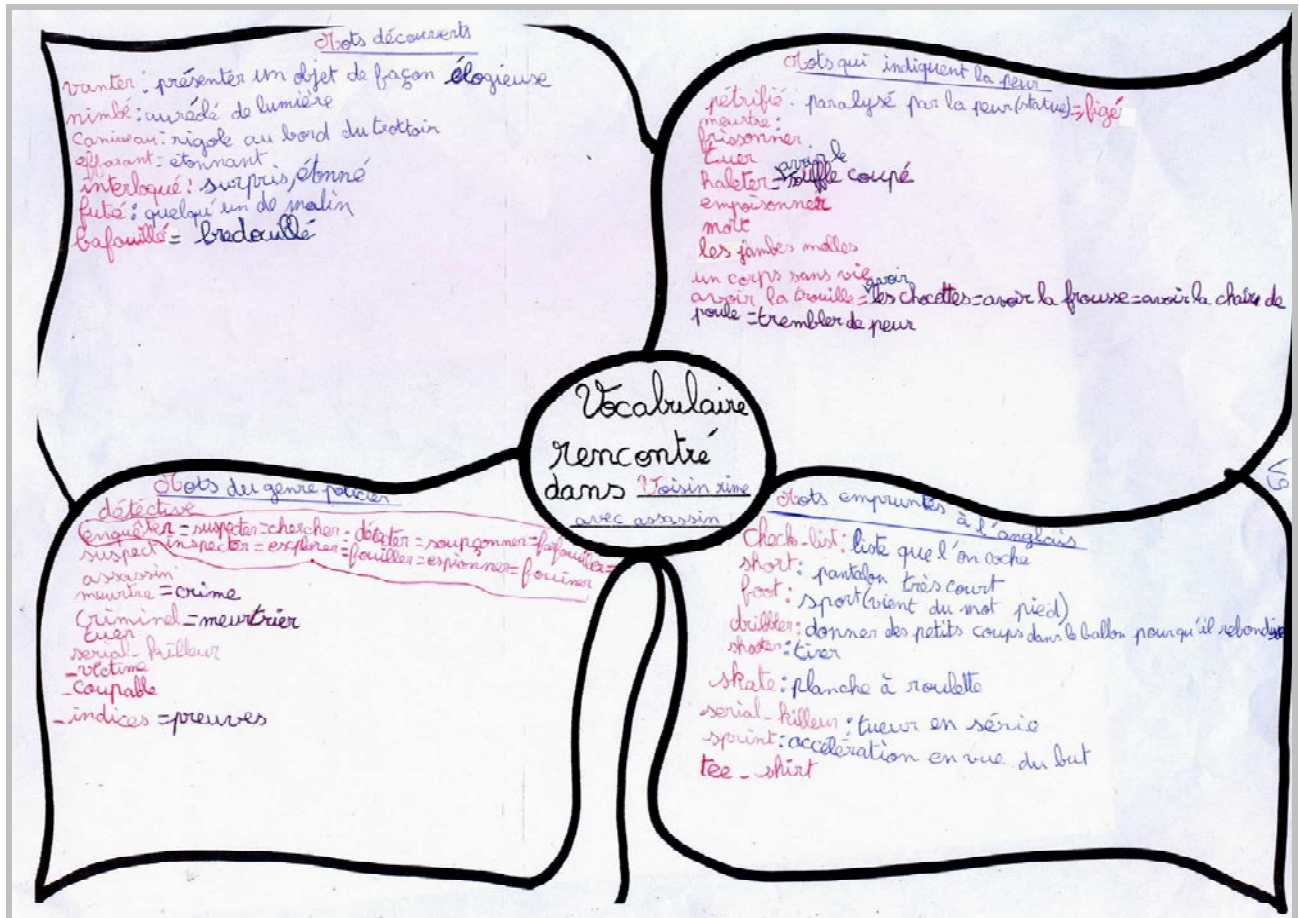 Mots découverts
vanter : présenter un objet de façon élogieuse
nimbé : auréolé de lumière
caniveau : rigole au bord du trottoir
effarant = étonnant
interloqué : surpris, étonné
futé : quelqu'un de malin
bafouillé = bredouillé
Mots qui indiquent la peur
pétrifié : paralysé par la peur (statue) => figé
meurtre :
frissonner
tuer
haleter = avoir le souffle coupé
empoisonner
mort
les jambes molles
un corps sans vie
avoir la trouille = avoir les chocottes = avoir la frousse = avoir la chair de
poule = trembler de peur
Vocabulaire
rencontré
dans Voisin rime
avec assassin
Mots du genre policier
détective
enquêter = suspecter = chercher = détecter = soupçonner = farfouiller =
inspecter = explorer = fouiller = espionner = fouiner
suspect
assassin
meurtre = crime
criminel = meurtrier
tuer
serial-killeur
- victime
- coupable
- indices = preuves
Mots empruntés à l'anglais
check-list : liste que l'on coche
short : pantalon très court
foot : sport (vient du mot pied)
dribbler : donner des petits coups dans le ballon pour qu'il rebondisse
shooter : tirer
skate : planche à roulette
serial-killeur : tueur en série
sprint : accélération en vue du but
tee-shirt